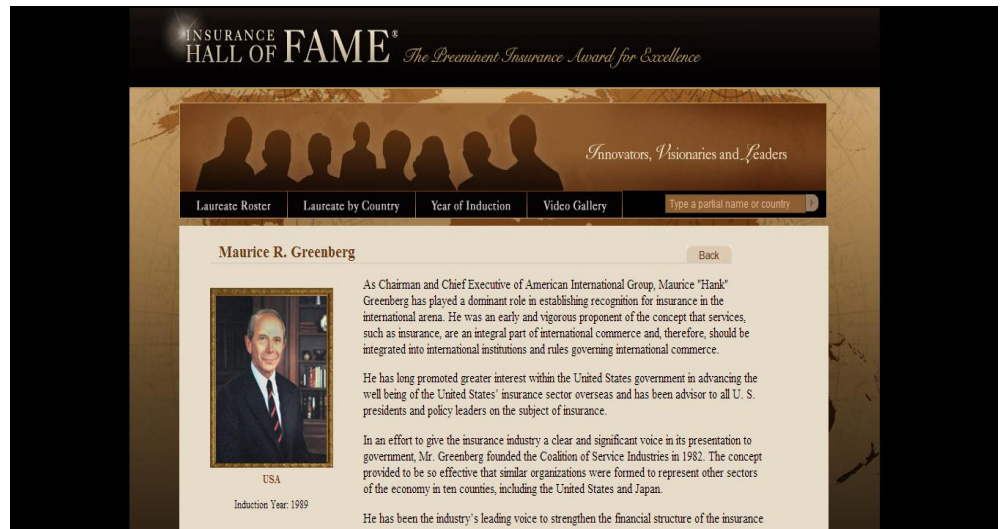 INSURANCE
HALL OF FAME® The Preeminent Insurance Award for Excellence
Innovators, Visionaries and Leaders
Laureate Roster Laureate by Country Year of Induction Video Gallery Type a partial name or country
Maurice R. Greenberg Back
As Chairman and Chief Executive of American International Group, Maurice "Hank"
Greenberg has played a dominant role in establishing recognition for insurance in the
international arena. He was an early and vigorous proponent of the concept that services,
such as insurance, are an integral part of international commerce and, therefore, should be
integrated into international institutions and rules governing international commerce.
He has long promoted greater interest within the United States government in advancing the
well being of the United States' insurance sector overseas and has been advisor to all U. S.
presidents and policy leaders on the subject of insurance.
In an effort to give the insurance industry a clear and significant voice in its presentation to
government, Mr. Greenberg founded the Coalition of Service Industries in 1982. The concept
provided to be so effective that similar organizations were formed to represent other sectors
of the economy in ten counties, including the United States and Japan.
He has been the industry's leading voice to strengthen the financial structure of the insurance
USA
Induction Year: 1989